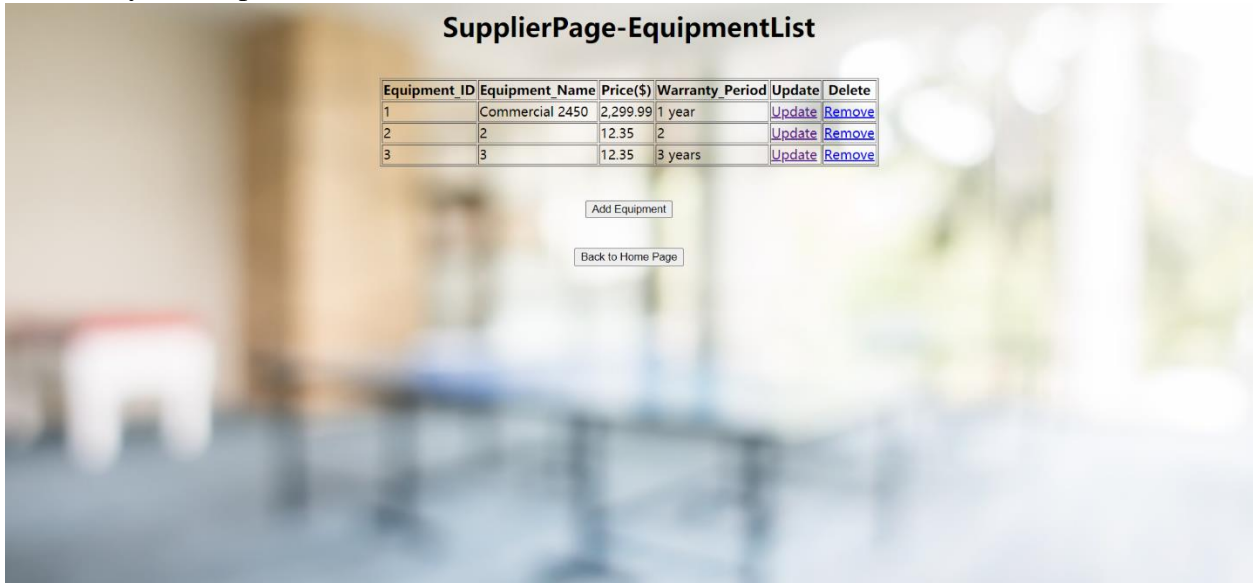 SupplierPage-EquipmentList
Equipment_ID Equipment_Name Price($) Warranty_Period Update Delete
1 Commercial 2450 2,299.99 1 year Update Remove
2 2 12.35 2 Update Remove
3 3 12.35 3 years Update Remove
Add Equipment
Back to Home Page